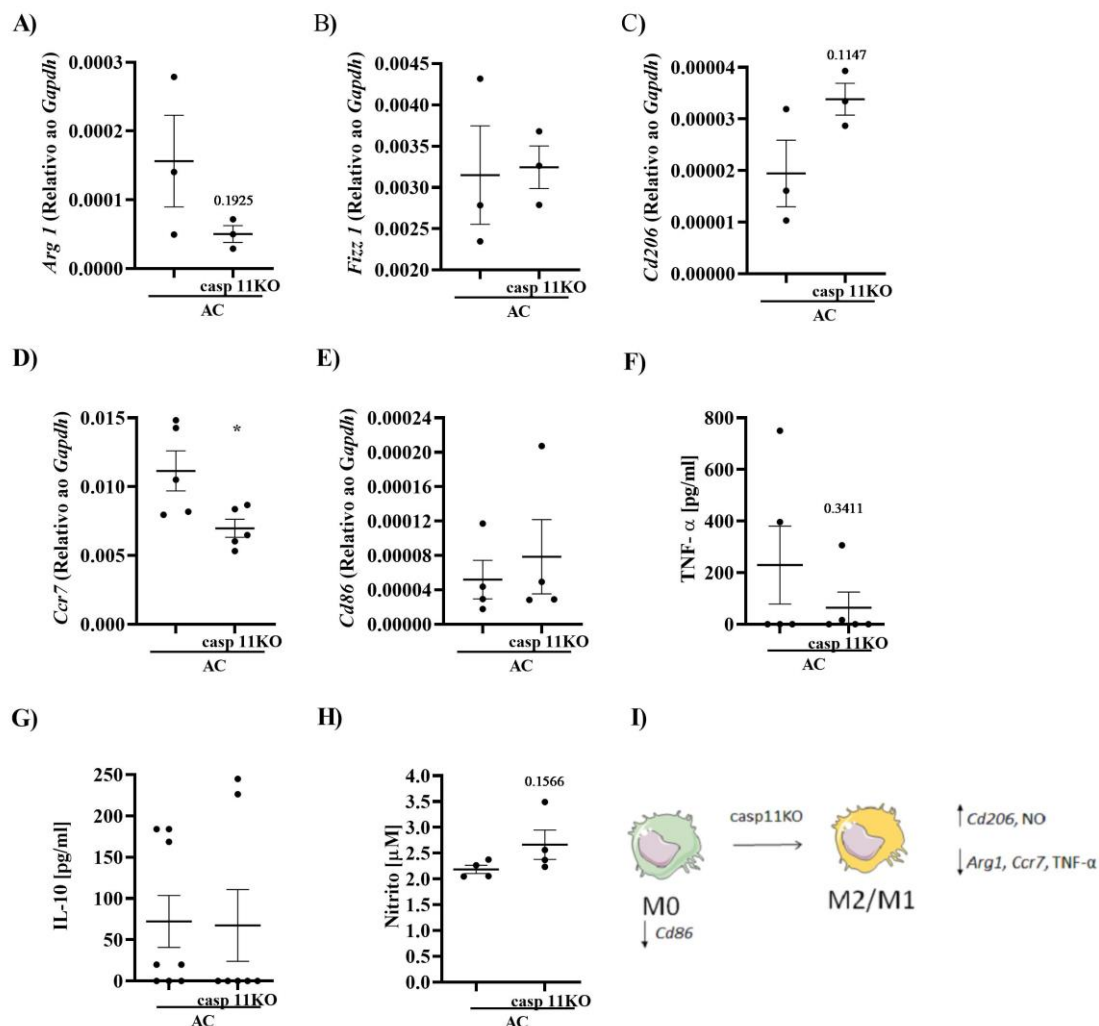 A)
Arg 1 (Relativo ao Gapdh)
0.0003
0.0002
0.0001
0.0000
0.1925
casp 11KO
AC
B)
Fizz 1 (Relativo ao Gapdh)
0.0045
0.0040
0.0035
0.0030
0.0025
0.0020
casp 11KO
AC
C)
Cd206 (Relativo ao Gapdh)
0.00004
0.00003
0.00002
0.00001
0.00000
0.1147
casp 11KO
AC
D)
Ccr7 (Relativo ao Gapdh)
0.015
0.010
0.005
0.000
*
casp 11KO
AC
E)
Cd86 (Relativo ao Gapdh)
0.00024
0.00020
0.00016
0.00012
0.00008
0.00004
0.00000
casp 11KO
AC
F)
TNF- α [pg/ml]
800
600
400
200
0
0.3411
casp 11KO
AC
G)
IL-10 [pg/ml]
250
200
150
100
50
0
casp 11KO
AC
H)
Nitrito [µM]
4.0
3.5
3.0
2.5
2.0
1.5
1.0
0.5
0.0
0.1566
casp 11KO
AC
I)
casp11KO
M0
↓ Cd86
M2/M1
↑ Cd206, NO
↓ Arg1, Ccr7, TNF-α